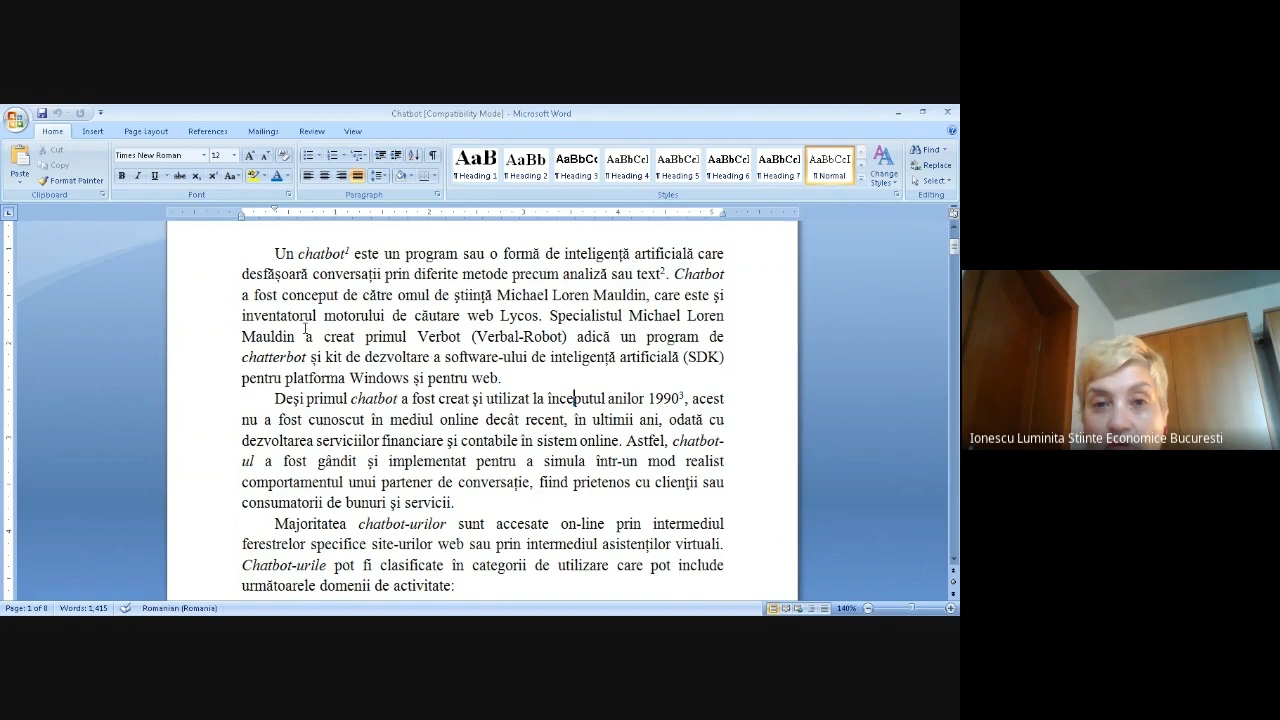 Chatbot [Compatibility Mode] - Microsoft Word
Home Insert Page Layout References Mailings Review View
Paste
Cut
Copy
Format Painter
Clipboard
Times New Roman 12
Font
Paragraph
AaB AaBb AaBbCc AaBbCcI AaBbCcI AaBbCcI AaBbCcI AaBbCcI
¶ Heading 1 ¶ Heading 2 ¶ Heading 3 ¶ Heading 4 ¶ Heading 5 ¶ Heading 6 ¶ Heading 7 ¶ Normal
Change Styles
Styles
Find
Replace
Select
Editing
Un chatbot¹ este un program sau o formă de inteligență artificială care
desfășoară conversații prin diferite metode precum analiză sau text². Chatbot
a fost conceput de către omul de ştiință Michael Loren Mauldin, care este şi
inventatorul motorului de căutare web Lycos. Specialistul Michael Loren
Mauldin a creat primul Verbot (Verbal-Robot) adică un program de
chatterbot și kit de dezvoltare a software-ului de inteligență artificială (SDK)
pentru platforma Windows și pentru web.
Deşi primul chatbot a fost creat şi utilizat la începutul anilor 1990³, acest
nu a fost cunoscut în mediul online decât recent, în ultimii ani, odată cu
dezvoltarea serviciilor financiare şi contabile în sistem online. Astfel, chatbot-
ul a fost gândit şi implementat pentru a simula într-un mod realist
comportamentul unui partener de conversație, fiind prietenos cu clienţii sau
consumatorii de bunuri şi servicii.
Majoritatea chatbot-urilor sunt accesate on-line prin intermediul
ferestrelor specifice site-urilor web sau prin intermediul asistenților virtuali.
Chatbot-urile pot fi clasificate în categorii de utilizare care pot include
următoarele domenii de activitate:
Page: 1 of 8 Words: 1,415 Romanian (Romania) 140%
Ionescu Luminita Stiinte Economice Bucuresti